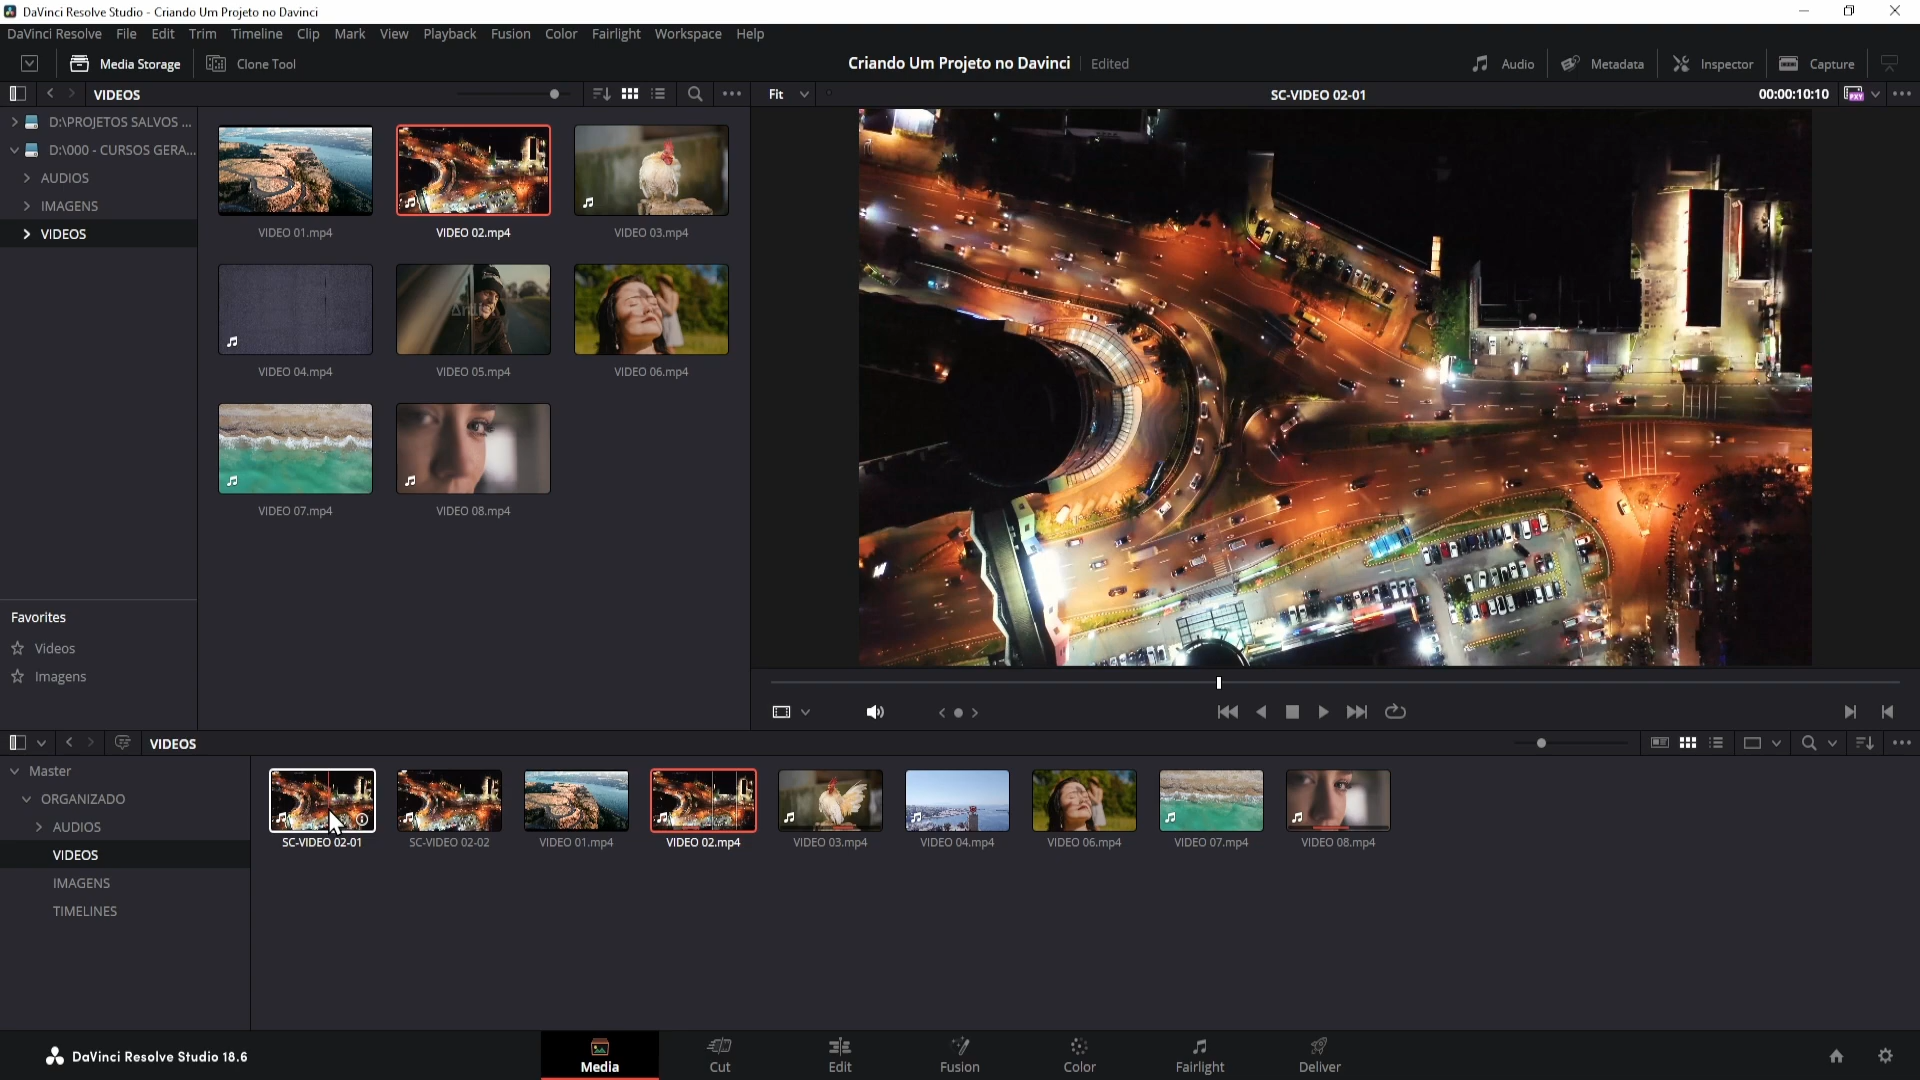 DaVinci Resolve Studio - Criando Um Projeto no Davinci
DaVinci Resolve File Edit Trim Timeline Clip Mark View Playback Fusion Color Fairlight Workspace Help
Media Storage Clone Tool Criando Um Projeto no Davinci Edited Audio Metadata Inspector Capture
VIDEOS Fit SC-VIDEO 02-01 00:00:10:10
D:\PROJETOS SALVOS ...
D:\000 - CURSOS GERA...
AUDIOS
IMAGENS
VIDEOS
VIDEO 01.mp4 VIDEO 02.mp4 VIDEO 03.mp4
VIDEO 04.mp4 VIDEO 05.mp4 VIDEO 06.mp4
VIDEO 07.mp4 VIDEO 08.mp4
Favorites
Videos
Imagens
VIDEOS
Master
ORGANIZADO
AUDIOS
VIDEOS
IMAGENS
TIMELINES
SC-VIDEO 02-01 SC-VIDEO 02-02 VIDEO 01.mp4 VIDEO 02.mp4 VIDEO 03.mp4 VIDEO 04.mp4 VIDEO 06.mp4 VIDEO 07.mp4 VIDEO 08.mp4
DaVinci Resolve Studio 18.6
Media Cut Edit Fusion Color Fairlight Deliver